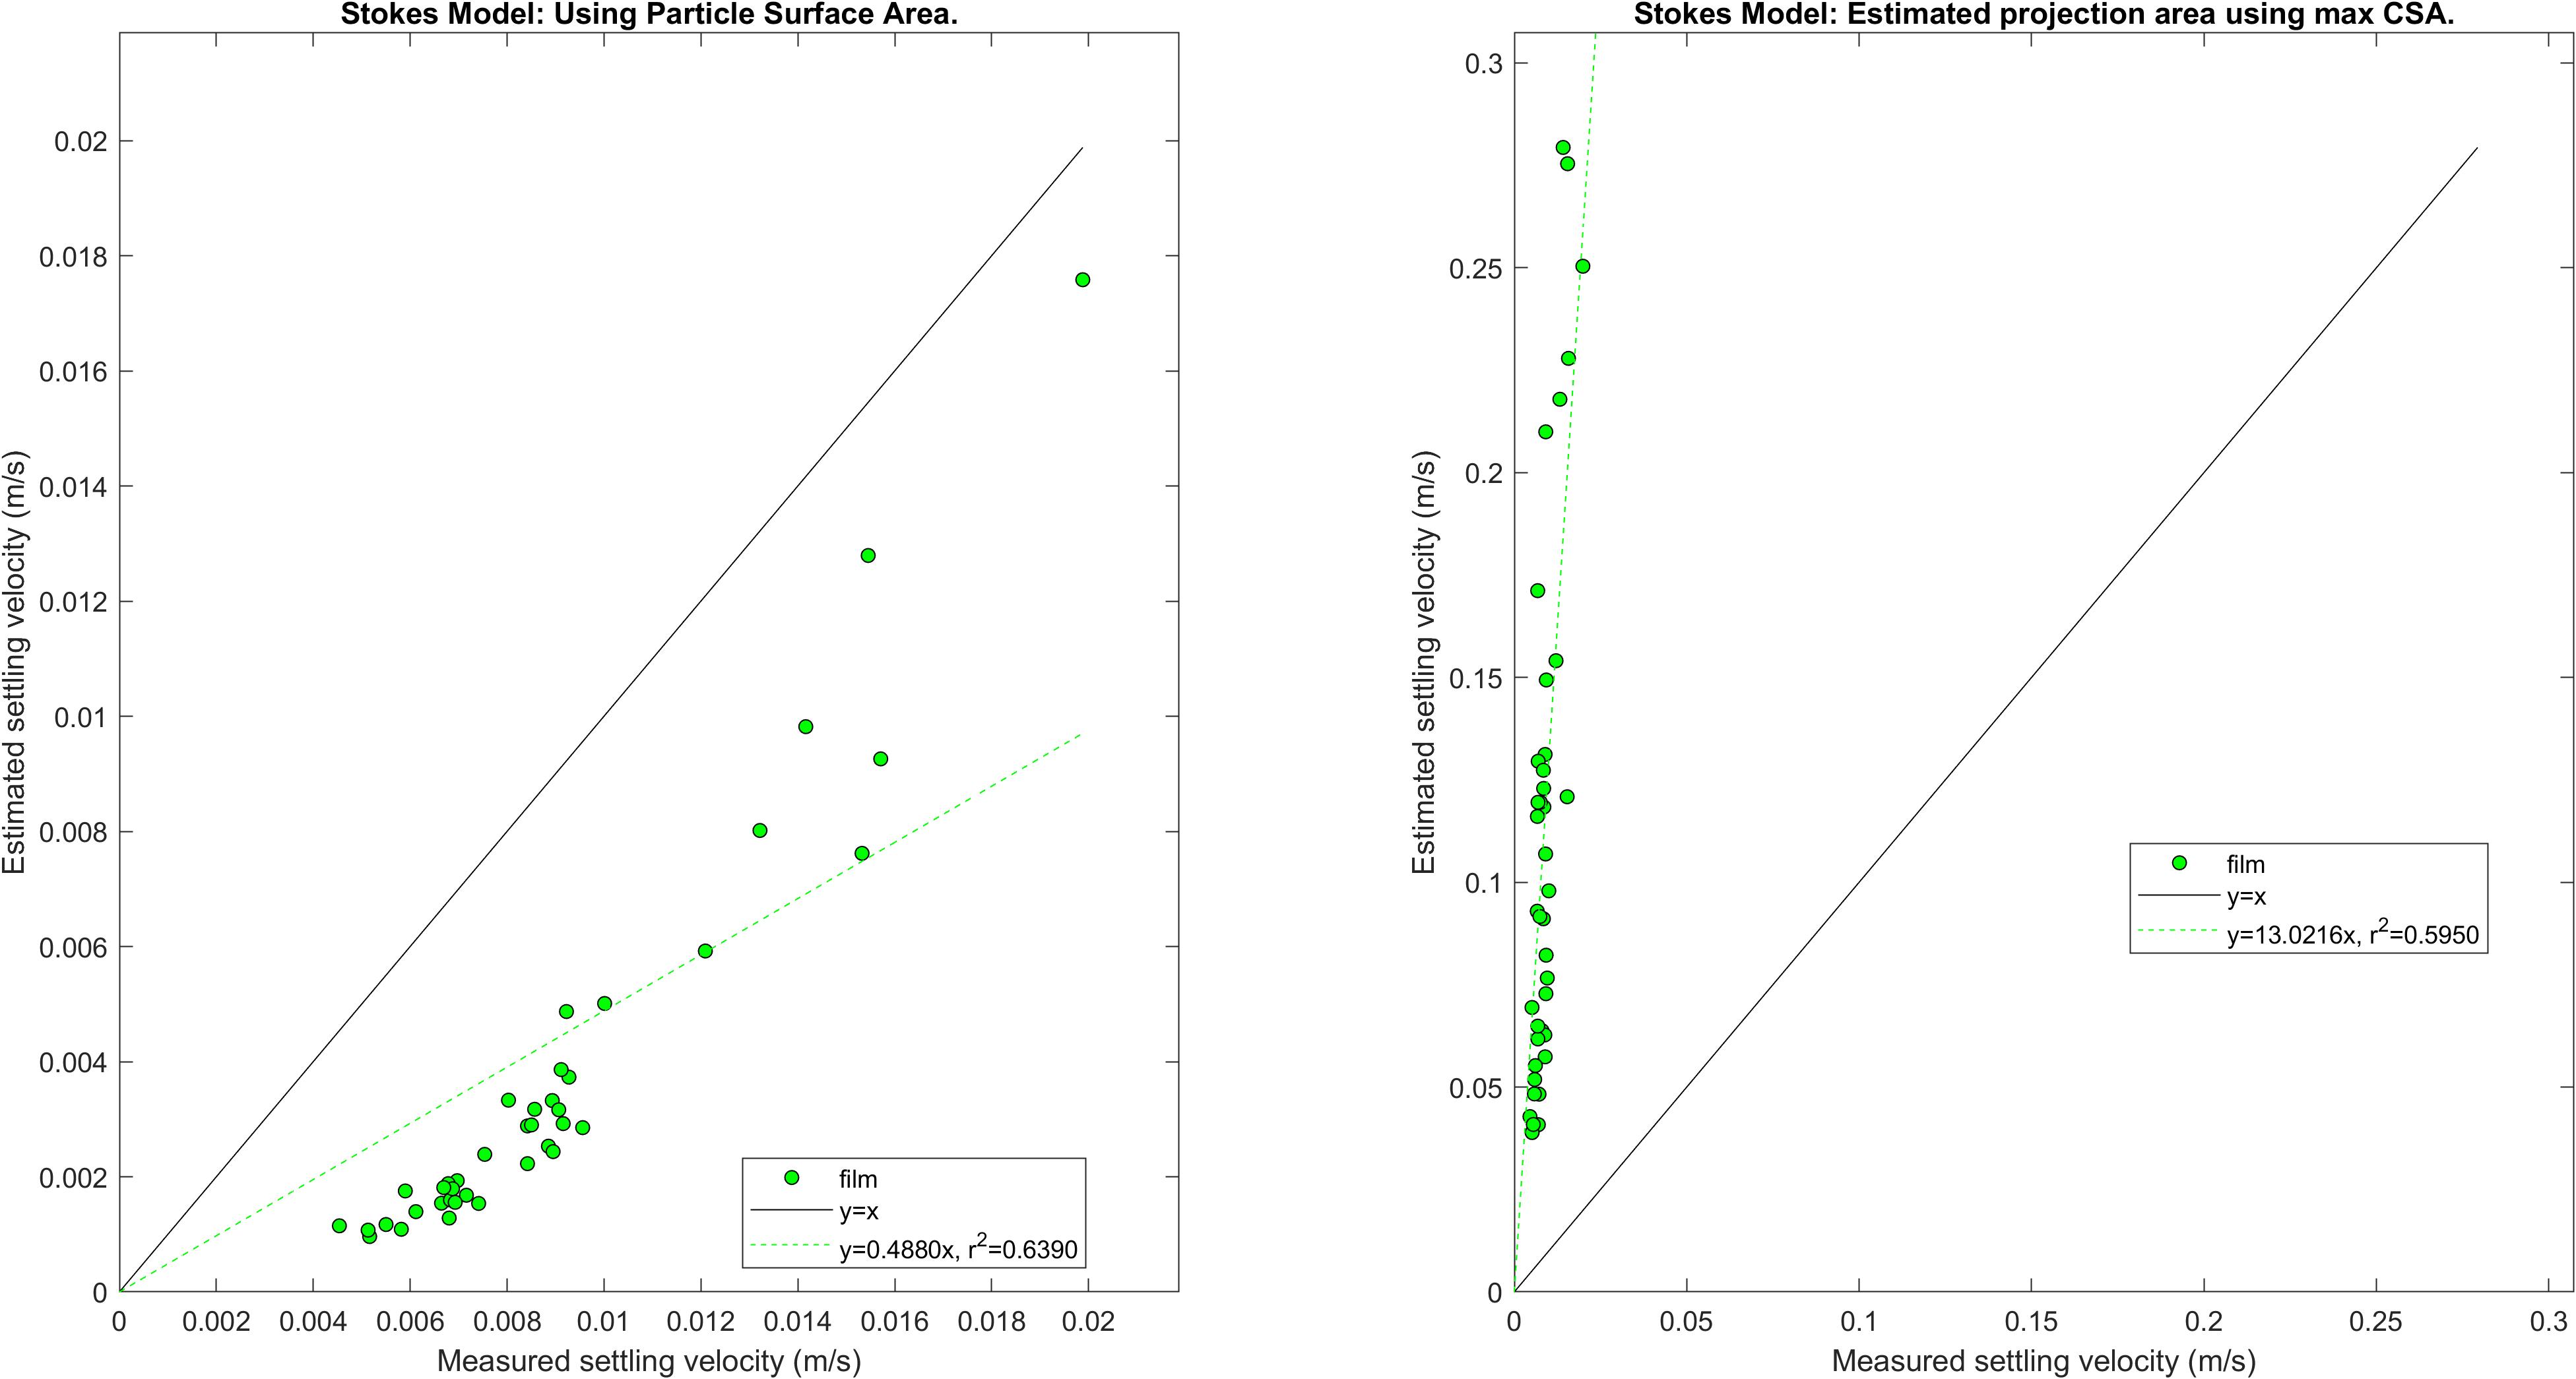 Stokes Model: Using Particle Surface Area.
Estimated settling velocity (m/s)
0.02
0.018
0.016
0.014
0.012
0.01
0.008
0.006
0.004
0.002
0
0 0.002 0.004 0.006 0.008 0.01 0.012 0.014 0.016 0.018 0.02
Measured settling velocity (m/s)
film
y=x
y=0.4880x, r²=0.6390
Stokes Model: Estimated projection area using max CSA.
Estimated settling velocity (m/s)
0.3
0.25
0.2
0.15
0.1
0.05
0
0 0.05 0.1 0.15 0.2 0.25 0.3
Measured settling velocity (m/s)
film
y=x
y=13.0216x, r²=0.5950